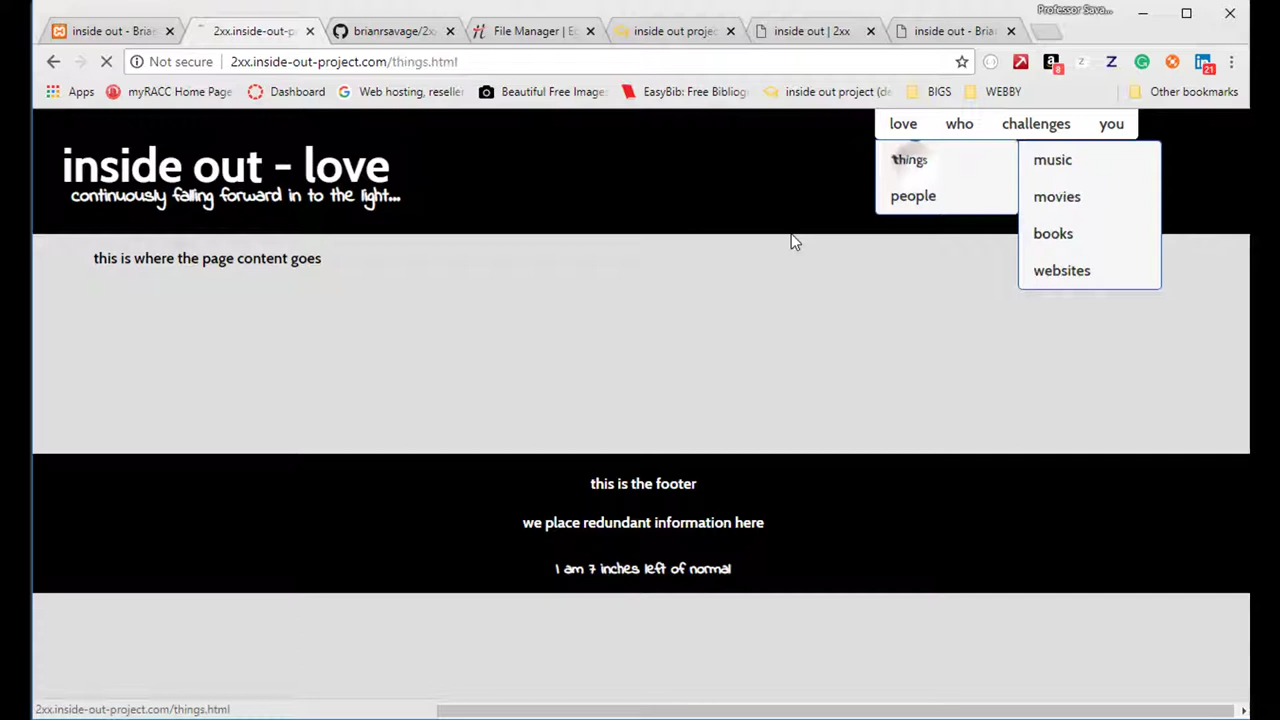 Professor Sava...
inside out - Bria
2xx.inside-out-p
brianrsavage/2x
File Manager | Ec
inside out projec
inside out | 2xx
inside out - Bria
Not secure 2xx.inside-out-project.com/things.html
8
21
Apps myRACC Home Page Dashboard Web hosting, reseller Beautiful Free Image EasyBib: Free Bibliog inside out project (de BIGS WEBBY Other bookmarks
love who challenges you
things
people
music
movies
books
websites
inside out - love
continuously falling forward in to the light...
this is where the page content goes
this is the footer
we place redundant information here
I am 7 inches left of normal
2xx.inside-out-project.com/things.html